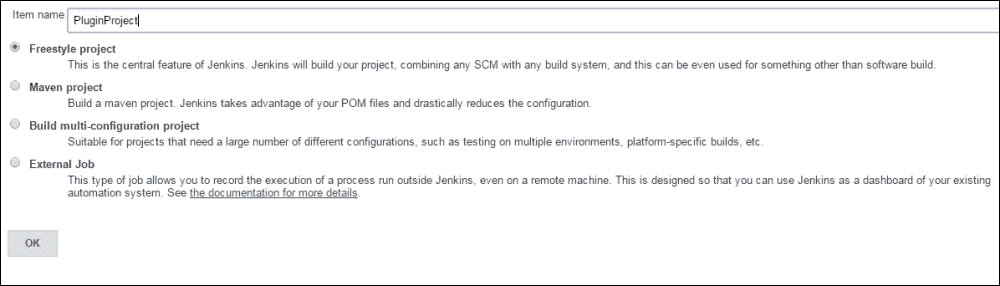 Item name PluginProject
Freestyle project
This is the central feature of Jenkins. Jenkins will build your project, combining any SCM with any build system, and this can be even used for something other than software build.
Maven project
Build a maven project. Jenkins takes advantage of your POM files and drastically reduces the configuration.
Build multi-configuration project
Suitable for projects that need a large number of different configurations, such as testing on multiple environments, platform-specific builds, etc.
External Job
This type of job allows you to record the execution of a process run outside Jenkins, even on a remote machine. This is designed so that you can use Jenkins as a dashboard of your existing
automation system. See the documentation for more details.
OK